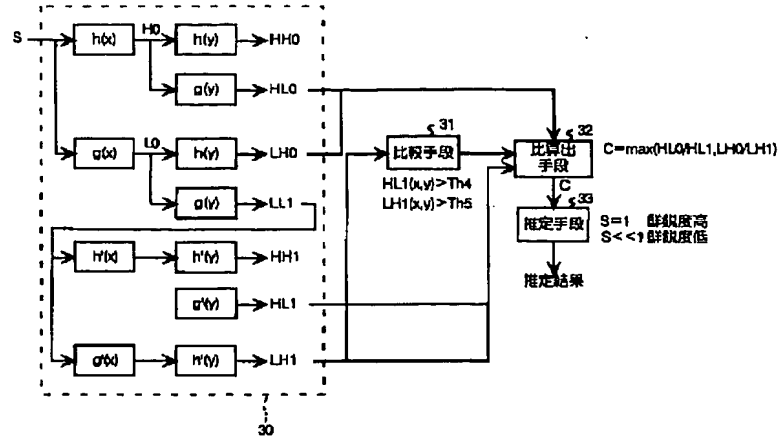 S
h(x)
H0
h(y)
HH0
g(y)
HL0
g(x)
L0
h(y)
LH0
g(y)
LL1
h'(x)
h'(y)
HH1
g'(y)
HL1
g'(x)
h'(y)
LH1
30
31
比較手段
HL1(x,y)>Th4
LH1(x,y)>Th5
32
比算出
手段
C=max(HL0/HL1,LH0/LH1)
C
33
推定手段
S=1 鮮鋭度高
S<<1 鮮鋭度低
推定結果